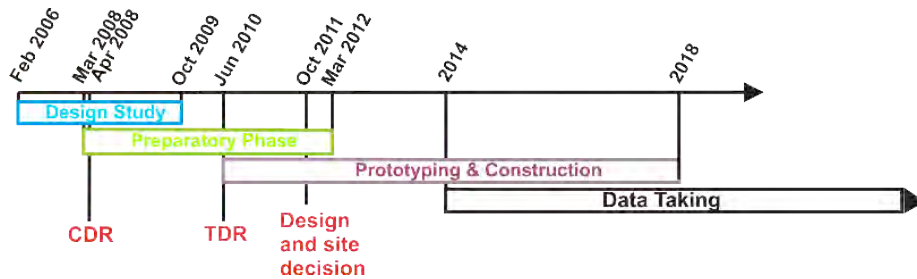 Feb 2006
Mar 2008
Apr 2008
Oct 2009
Jun 2010
Oct 2011
Mar 2012
2014
2018
Design Study
Preparatory Phase
Prototyping & Construction
Data Taking
CDR
TDR
Design
and site
decision